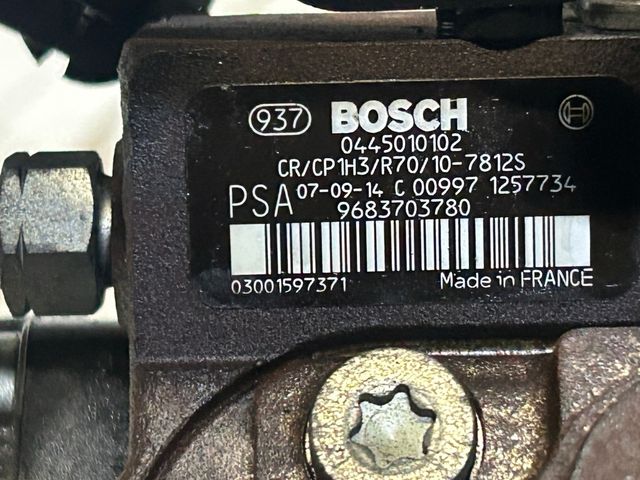 937 BOSCH
0445010102
CR/CP1H3/R70/10-7812S
PSA 07-09-14 C 00997 1257734
9683703780
03001597371 Made in FRANCE